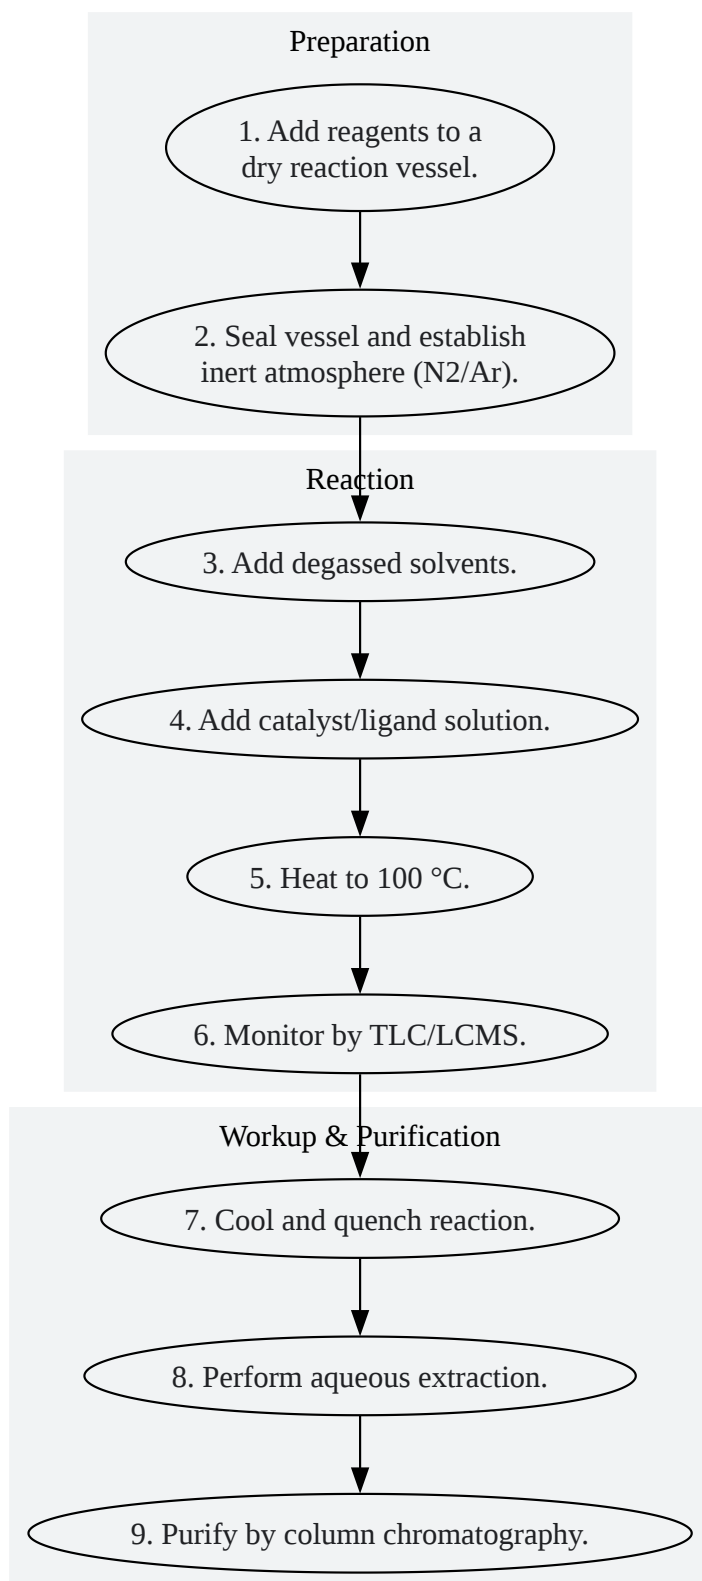 Preparation
1. Add reagents to a
dry reaction vessel.
2. Seal vessel and establish
inert atmosphere (N2/Ar).
Reaction
3. Add degassed solvents.
4. Add catalyst/ligand solution.
5. Heat to 100 °C.
6. Monitor by TLC/LCMS.
Workup & Purification
7. Cool and quench reaction.
8. Perform aqueous extraction.
9. Purify by column chromatography.